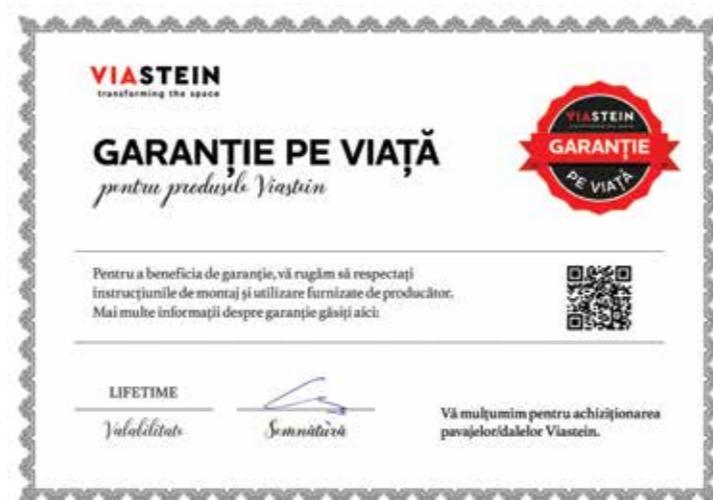 VIASTEIN
transforming the space
GARANȚIE PE VIAȚĂ
pentru produsele Viastein
VIASTEIN
GARANȚIE
PE VIAȚĂ
Pentru a beneficia de garanție, vă rugăm să respectați
instrucțiunile de montaj și utilizare furnizate de producător.
Mai multe informații despre garanție găsiți aici:
LIFETIME
Valabilitate
Semnătură
Vă mulțumim pentru achiziționarea
pavajelor/dalelor Viastein.